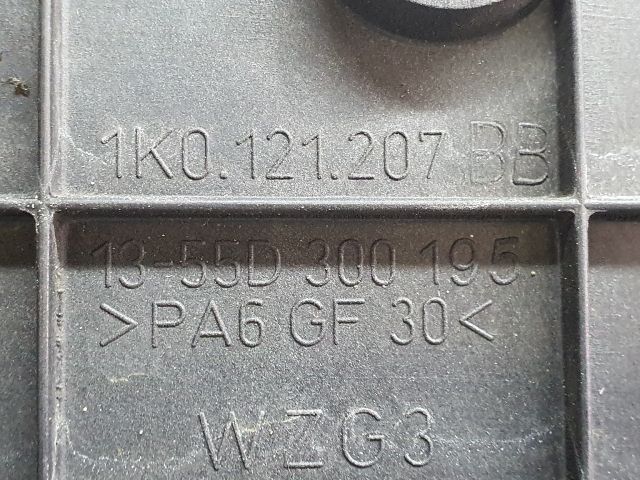 1K0.121.207 BB
13-55D 300 195
>PA6 GF 30<
WZG3